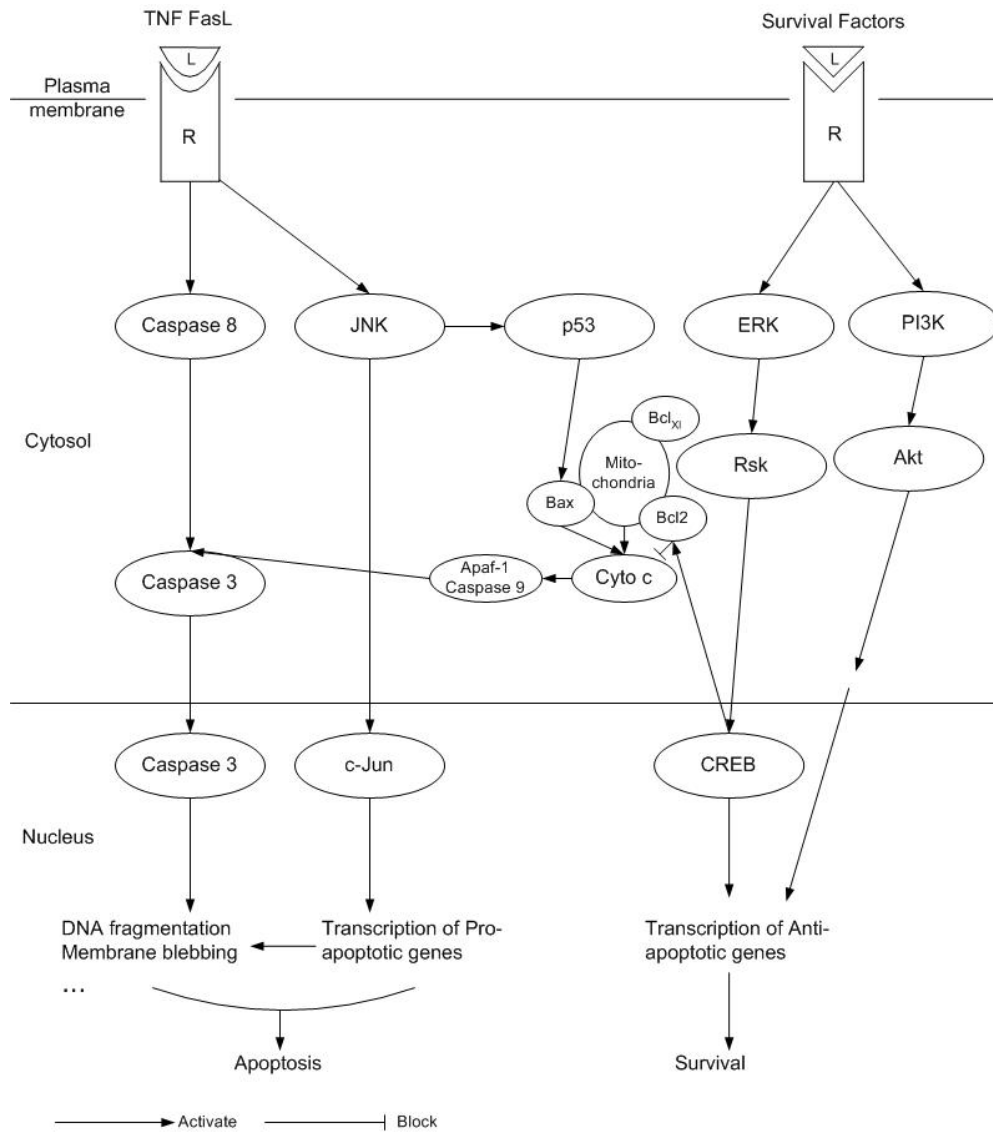 TNF FasL
Survival Factors
L
L
Plasma
membrane
R
R
Caspase 8
JNK
p53
ERK
PI3K
Cytosol
Bcl
Xl
Mito-
chondria
Rsk
Akt
Bax
Bcl2
Caspase 3
Apaf-1
Caspase 9
Cyto c
Caspase 3
c-Jun
CREB
Nucleus
DNA fragmentation
Membrane blebbing
...
Transcription of Pro-
apoptotic genes
Transcription of Anti-
apoptotic genes
Apoptosis
Survival
Activate
Block